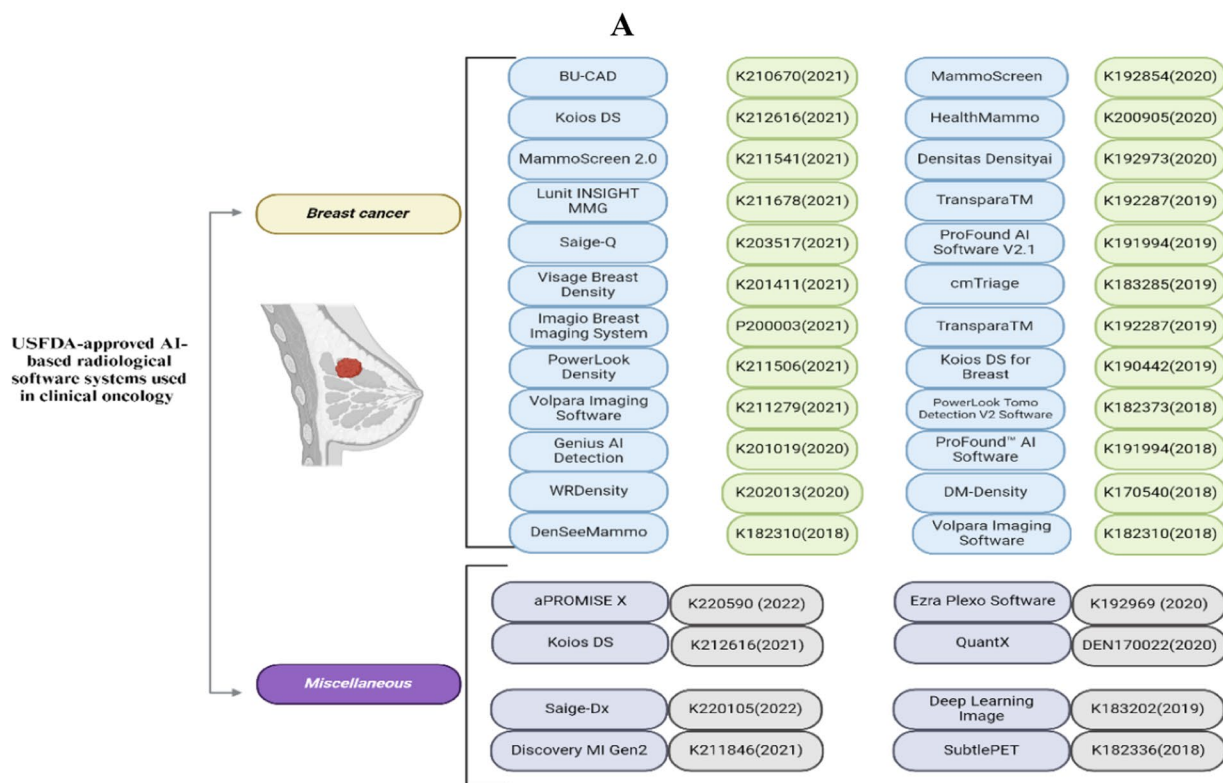 A
USFDA-approved AI-
based radiological
software systems used
in clinical oncology
Breast cancer
BU-CAD K210670(2021) MammoScreen K192854(2020)
Koios DS K212616(2021) HealthMammo K200905(2020)
MammoScreen 2.0 K211541(2021) Densitas Densityai K192973(2020)
Lunit INSIGHT
MMG
K211678(2021) TransparaTM K192287(2019)
Saige-Q K203517(2021)
ProFound AI
Software V2.1
K191994(2019)
Visage Breast
Density
K201411(2021) cmTriage K183285(2019)
Imagio Breast
Imaging System
P200003(2021) TransparaTM K192287(2019)
PowerLook
Density
K211506(2021)
Koios DS for
Breast
K190442(2019)
Volpara Imaging
Software
K211279(2021)
PowerLook Tomo
Detection V2 Software
K182373(2018)
Genius AI
Detection
K201019(2020)
ProFound™ AI
Software
K191994(2018)
WRDensity K202013(2020) DM-Density K170540(2018)
DenSeeMammo K182310(2018)
Volpara Imaging
Software
K182310(2018)
Miscellaneous
aPROMISE X K220590 (2022) Ezra Plexo Software K192969 (2020)
Koios DS K212616(2021) QuantX DEN170022(2020)
Saige-Dx K220105(2022)
Deep Learning
Image
K183202(2019)
Discovery MI Gen2 K211846(2021) SubtlePET K182336(2018)